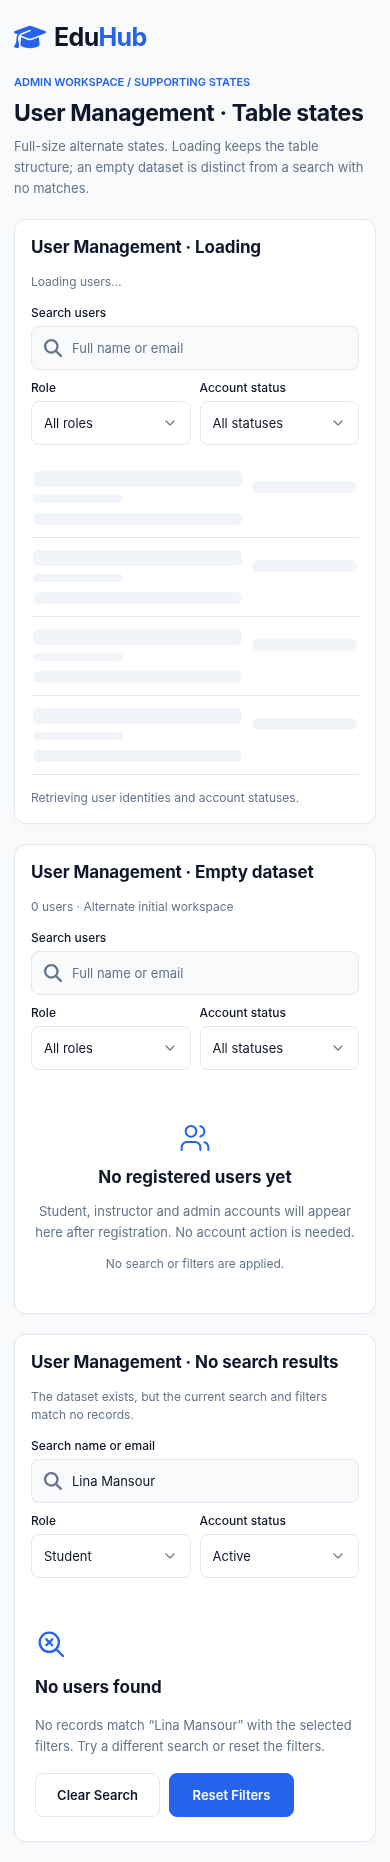 EduHub
ADMIN WORKSPACE / SUPPORTING STATES
User Management · Table states
Full-size alternate states. Loading keeps the table
structure; an empty dataset is distinct from a search with
no matches.
User Management · Loading
Loading users...
Search users
Full name or email
Role Account status
All roles All statuses
Retrieving user identities and account statuses.
User Management · Empty dataset
0 users · Alternate initial workspace
Search users
Full name or email
Role Account status
All roles All statuses
No registered users yet
Student, instructor and admin accounts will appear
here after registration. No account action is needed.
No search or filters are applied.
User Management · No search results
The dataset exists, but the current search and filters
match no records.
Search name or email
Lina Mansour
Role Account status
Student Active
No users found
No records match “Lina Mansour” with the selected
filters. Try a different search or reset the filters.
Clear Search Reset Filters